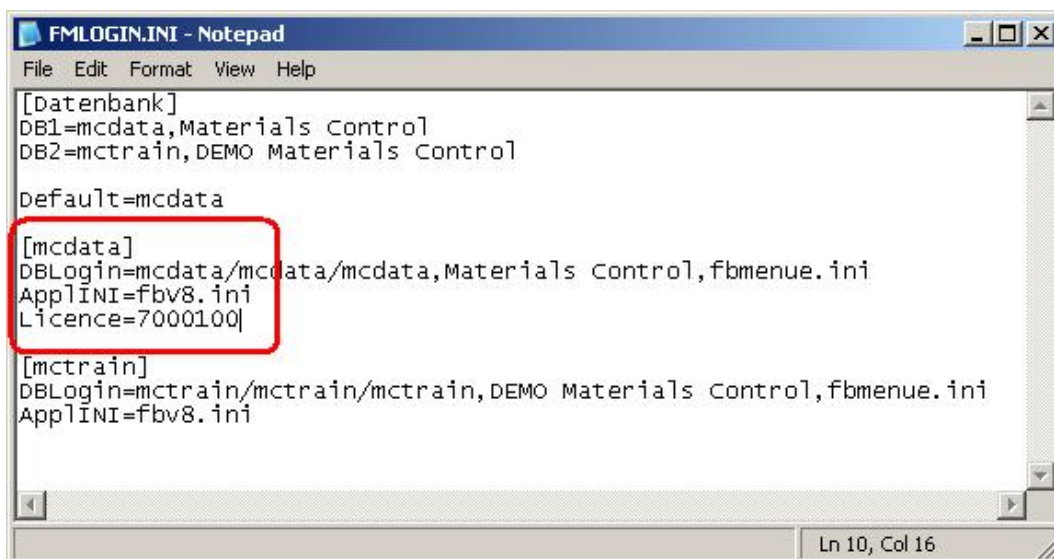 FMLOGIN.INI - Notepad
File Edit Format View Help
[Datenbank]
DB1=mcdata,Materials Control
DB2=mctrain,DEMO Materials Control
Default=mcdata
[mcdata]
DBLogin=mcdata/mcdata/mcdata,Materials Control,fbmenue.ini
ApplINI=fbv8.ini
Licence=7000100
[mctrain]
DBLogin=mctrain/mctrain/mctrain,DEMO Materials Control,fbmenue.ini
ApplINI=fbv8.ini
Ln 10, Col 16